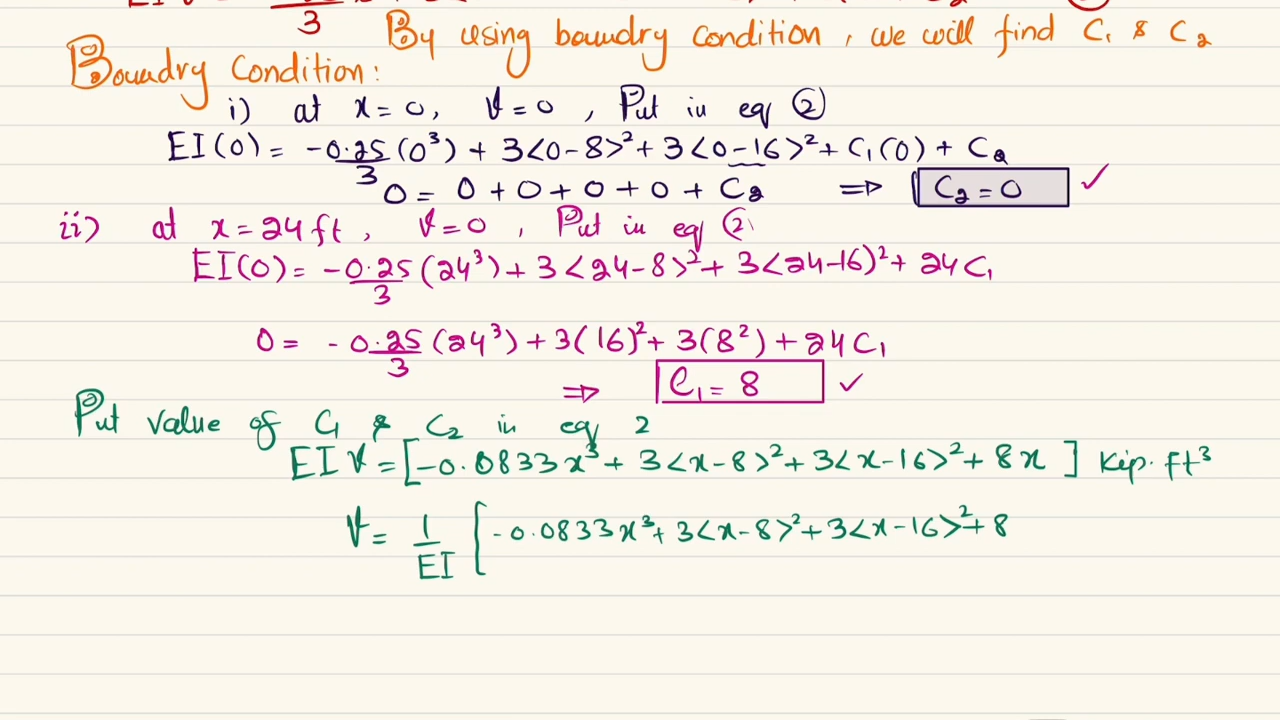 3
By using boundry condition, we will find C₁ & C₂
Boundry Condition:
i) at x=0, v=0, Put in eq ②
EI(0) = -0.25/3 (0³) + 3<0-8>² + 3<0-16>² + C₁(0) + C₂
0 = 0+0+0+0+C₂ ⇒ C₂=0 ✓
ii) at x=24ft, v=0, Put in eq ②
EI(0) = -0.25/3 (24³) + 3<24-8>² + 3<24-16)² + 24C₁
0 = -0.25/3 (24³) + 3(16)² + 3(8²) + 24C₁
⇒ C₁=8 ✓
Put value of C₁ & C₂ in eq 2
EIv = [-0.0833x³ + 3<x-8>² + 3<x-16>² + 8x] Kip.ft³
v = 1/EI [-0.0833x³ + 3<x-8>² + 3<x-16>² + 8